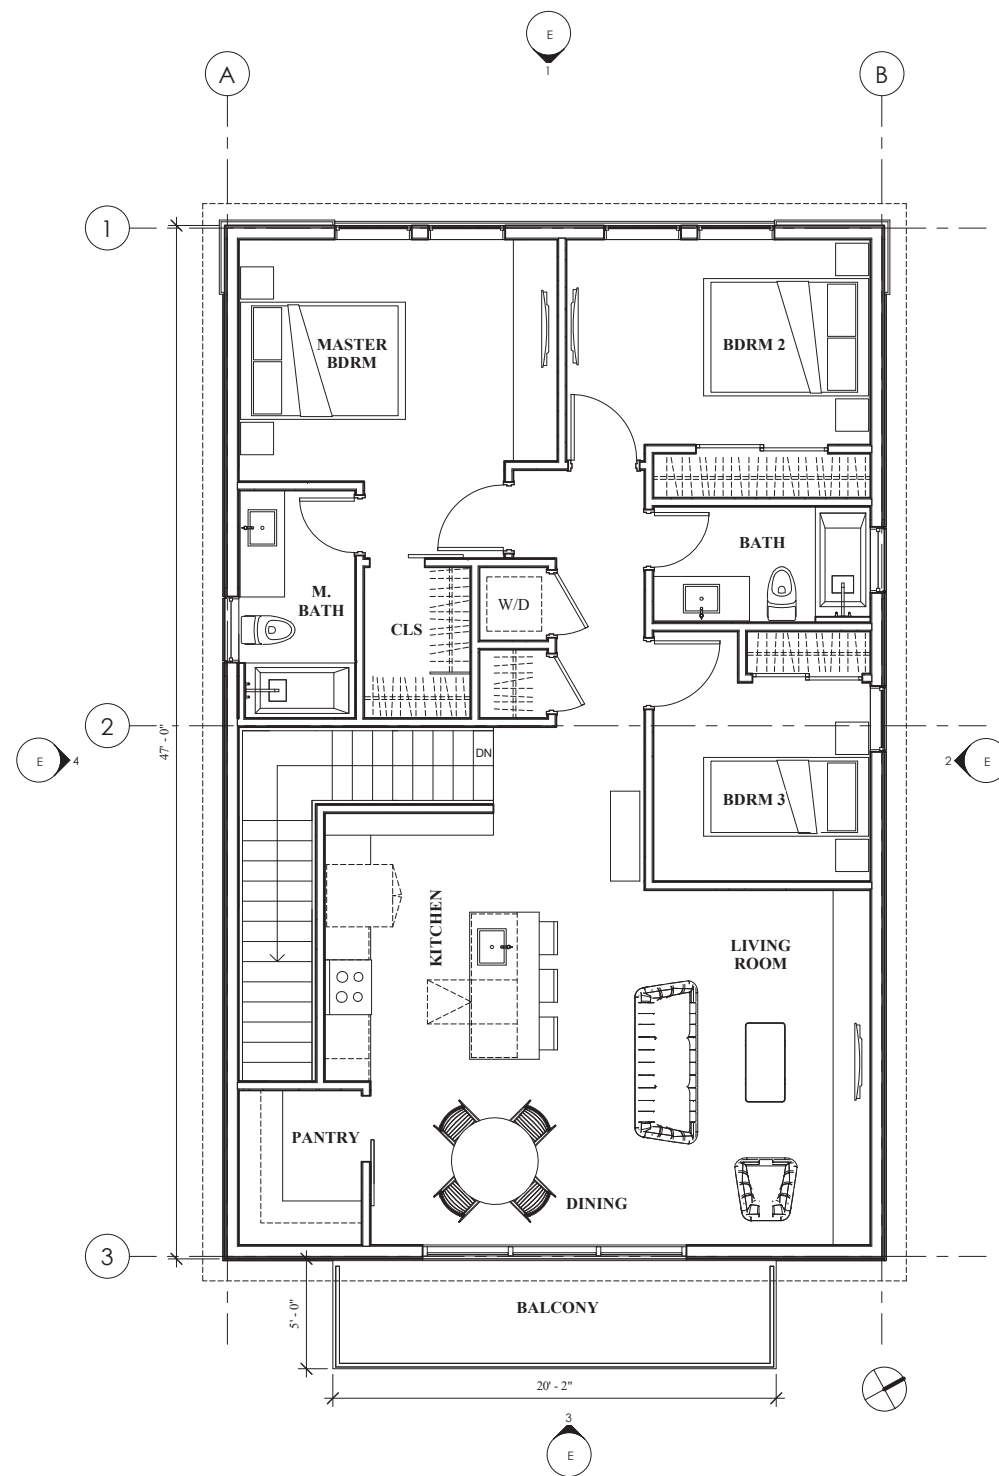 E
1
A
B
1
MASTER
BDRM
BDRM 2
BATH
M.
BATH
W/D
CLS
2
47' - 0"
E
4
DN
2
E
BDRM 3
KITCHEN
LIVING
ROOM
PANTRY
DINING
3
5' - 0"
BALCONY
20' - 2"
3
E